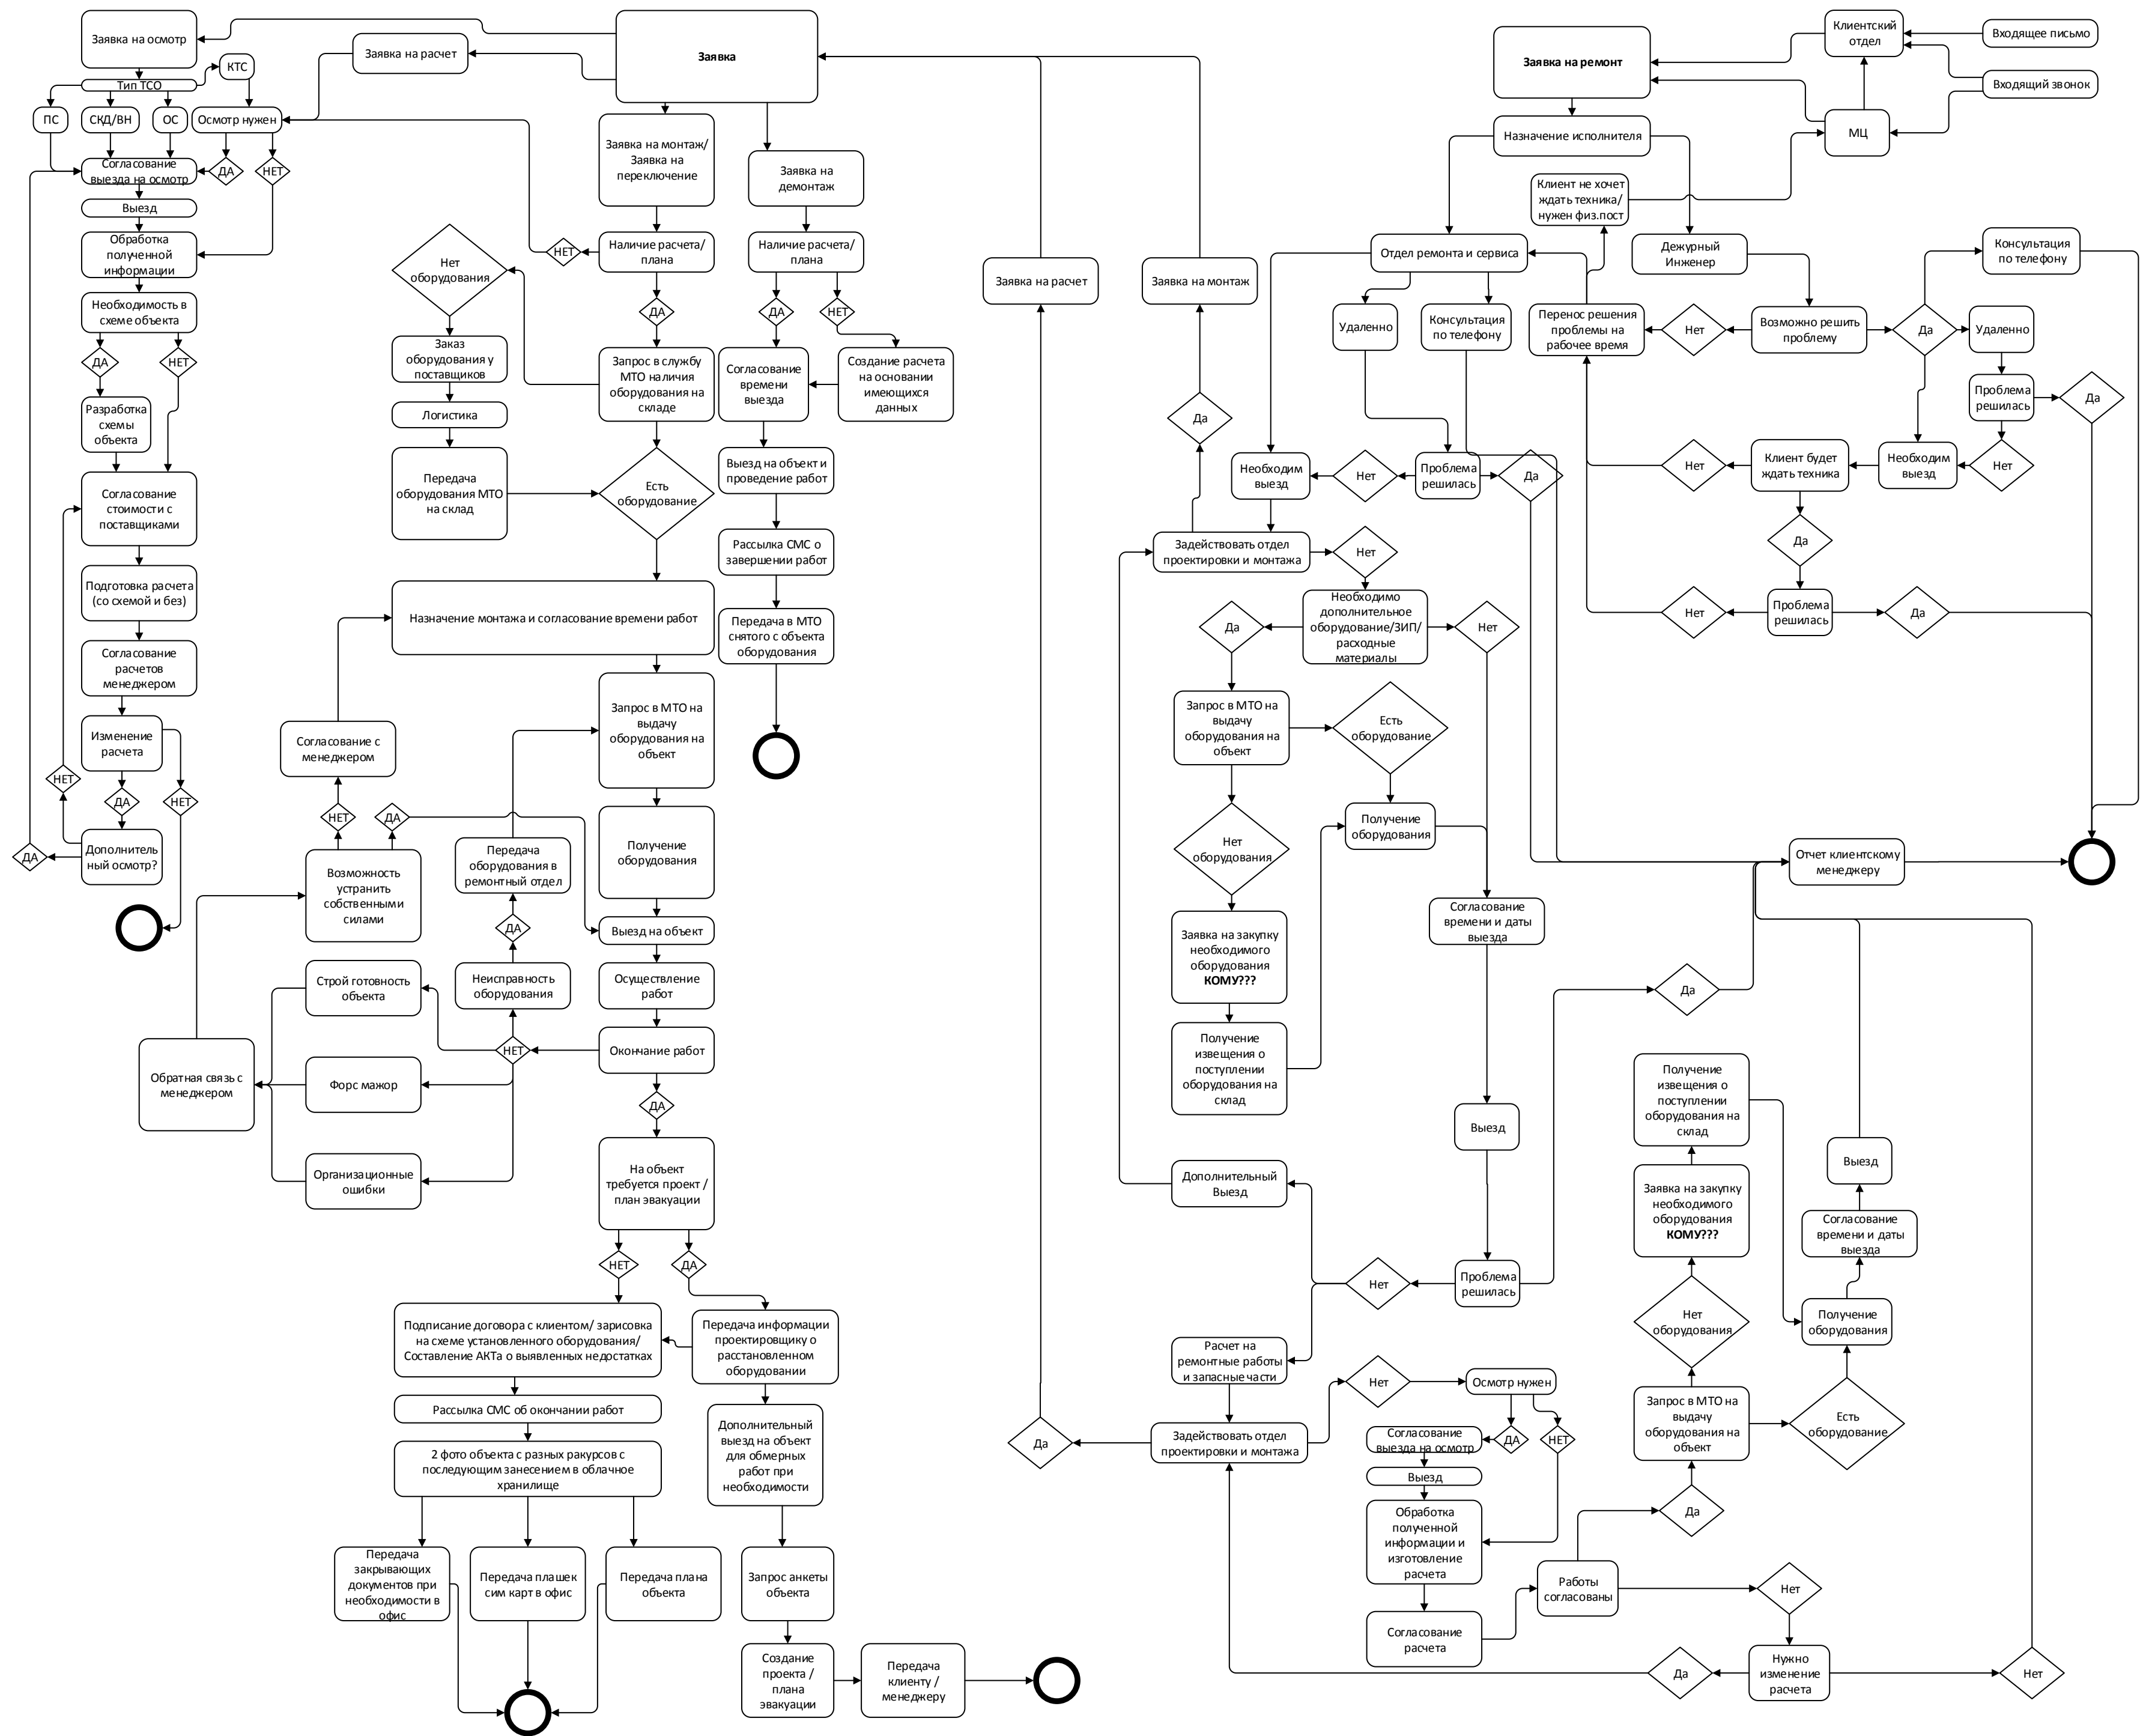 Заявка на осмотр
Заявка на расчет
КТС
Тип ТСО
ПС
СКД/ВН
ОС
Осмотр нужен
Согласование
выезда на осмотр
ДА
НЕТ
Выезд
Обработка
полученной
информации
Необходимость в
схеме объекта
ДА
НЕТ
Разработка
схемы
объекта
Согласование
стоимости с
поставщиками
Подготовка расчета
(со схемой и без)
Согласование
расчетов
менеджером
Изменение
расчета
НЕТ
ДА
НЕТ
Дополнитель
ный осмотр?
ДА
Заявка
Заявка на монтаж/
Заявка на
переключение
Заявка на
демонтаж
НЕТ
Наличие расчета/
плана
Наличие расчета/
плана
Нет
оборудования
ДА
ДА
НЕТ
Заказ
оборудования у
поставщиков
Запрос в службу
МТО наличия
оборудования на
складе
Согласование
времени
выезда
Создание расчета
на основании
имеющихся
данных
Логистика
Передача
оборудования МТО
на склад
Есть
оборудование
Выезд на объект и
проведение работ
Рассылка СМС о
завершении работ
Назначение монтажа и согласование времени работ
Передача в МТО
снятого с объекта
оборудования
Согласование с
менеджером
Запрос в МТО на
выдачу
оборудования на
объект
НЕТ
ДА
Возможность
устранить
собственными
силами
Передача
оборудования в
ремонтный отдел
Получение
оборудования
ДА
Выезд на объект
Строй готовность
объекта
Неисправность
оборудования
Осуществление
работ
НЕТ
Окончание работ
Обратная связь с
менеджером
Форс мажор
ДА
Организационные
ошибки
На объект
требуется проект /
план эвакуации
НЕТ
ДА
Подписание договора с клиентом/ зарисовка
на схеме установленного оборудования/
Составление АКТа о выявленных недостатках
Передача информации
проектировщику о
расстановленном
оборудовании
Рассылка СМС об окончании работ
2 фото объекта с разных ракурсов с
последующим занесением в облачное
хранилище
Дополнительный
выезд на объект
для обмерных
работ при
необходимости
Передача
закрывающих
документов при
необходимости в
офис
Передача плашек
сим карт в офис
Передача плана
объекта
Запрос анкеты
объекта
Создание
проекта /
плана
эвакуации
Передача
клиенту /
менеджеру
Заявка на расчет
Заявка на монтаж
Заявка на ремонт
Клиентский
отдел
Входящее письмо
Входящий звонок
МЦ
Назначение исполнителя
Клиент не хочет
ждать техника/
нужен физ.пост
Отдел ремонта и сервиса
Дежурный
Инженер
Консультация
по телефону
Удаленно
Консультация
по телефону
Перенос решения
проблемы на
рабочее время
Нет
Возможно решить
проблему
Да
Удаленно
Проблема
решилась
Да
Да
Необходим
выезд
Нет
Проблема
решилась
Да
Нет
Клиент будет
ждать техника
Необходим
выезд
Нет
Задействовать отдел
проектировки и монтажа
Нет
Да
Необходимо
дополнительное
оборудование/ЗИП/
расходные
материалы
Да
Нет
Нет
Проблема
решилась
Да
Запрос в МТО на
выдачу
оборудования на
объект
Есть
оборудование
Нет
оборудования
Получение
оборудования
Отчет клиентскому
менеджеру
Заявка на закупку
необходимого
оборудования
КОМУ???
Согласование
времени и даты
выезда
Получение
извещения о
поступлении
оборудования на
склад
Да
Выезд
Дополнительный
Выезд
Нет
Проблема
решилась
Расчет на
ремонтные работы
и запасные части
Да
Задействовать отдел
проектировки и монтажа
Нет
Осмотр нужен
Согласование
выезда на осмотр
ДА
НЕТ
Выезд
Обработка
полученной
информации и
изготовление
расчета
Согласование
расчета
Получение
извещения о
поступлении
оборудования на
склад
Выезд
Заявка на закупку
необходимого
оборудования
КОМУ???
Согласование
времени и даты
выезда
Нет
оборудования
Получение
оборудования
Запрос в МТО на
выдачу
оборудования на
объект
Есть
оборудование
Да
Работы
согласованы
Нет
Да
Нужно
изменение
расчета
Нет